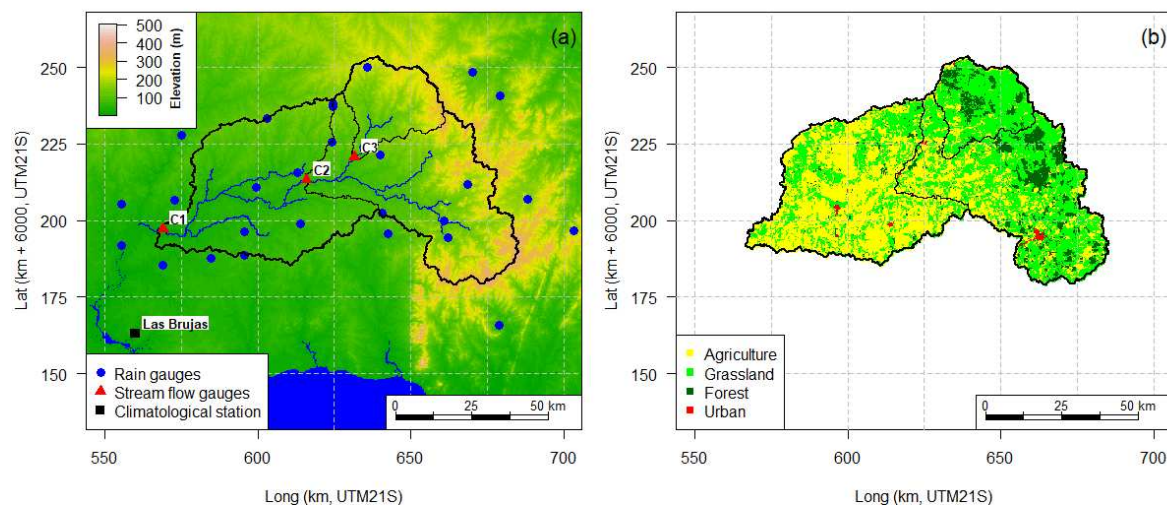 500
400
300
200
100
Elevation (m)
(a)
C3
C2
C1
Las Brujas
Rain gauges
Stream flow gauges
Climatological station
0 25 50 km
250
225
200
175
150
Lat (km + 6000, UTM21S)
550 600 650 700
Long (km, UTM21S)
(b)
Agriculture
Grassland
Forest
Urban
0 25 50 km
250
225
200
175
150
Lat (km + 6000, UTM21S)
550 600 650 700
Long (km, UTM21S)